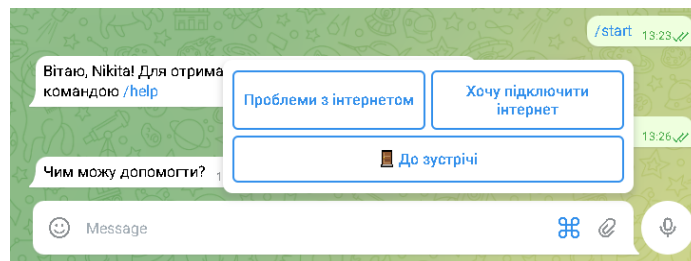 /start 13:23
Вітаю, Nikita! Для отрима
командою /help
Проблеми з інтернетом
Хочу підключити
інтернет
13:26
🚪 До зустрічі
Чим можу допомогти?
Message